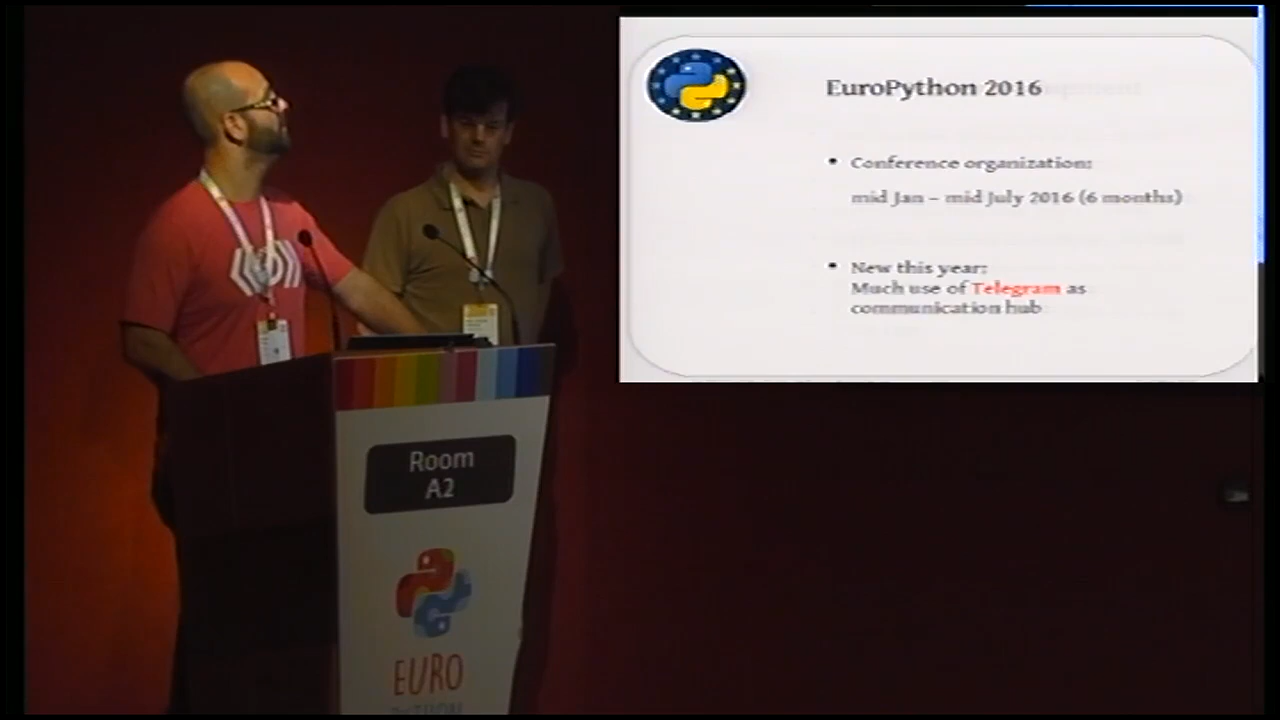 EuroPython 2016
• Conference organization:
mid Jan – mid July 2016 (6 months)
• New this year:
Much use of Telegram as
communication hub
Room
A2
EURO
PYTHON